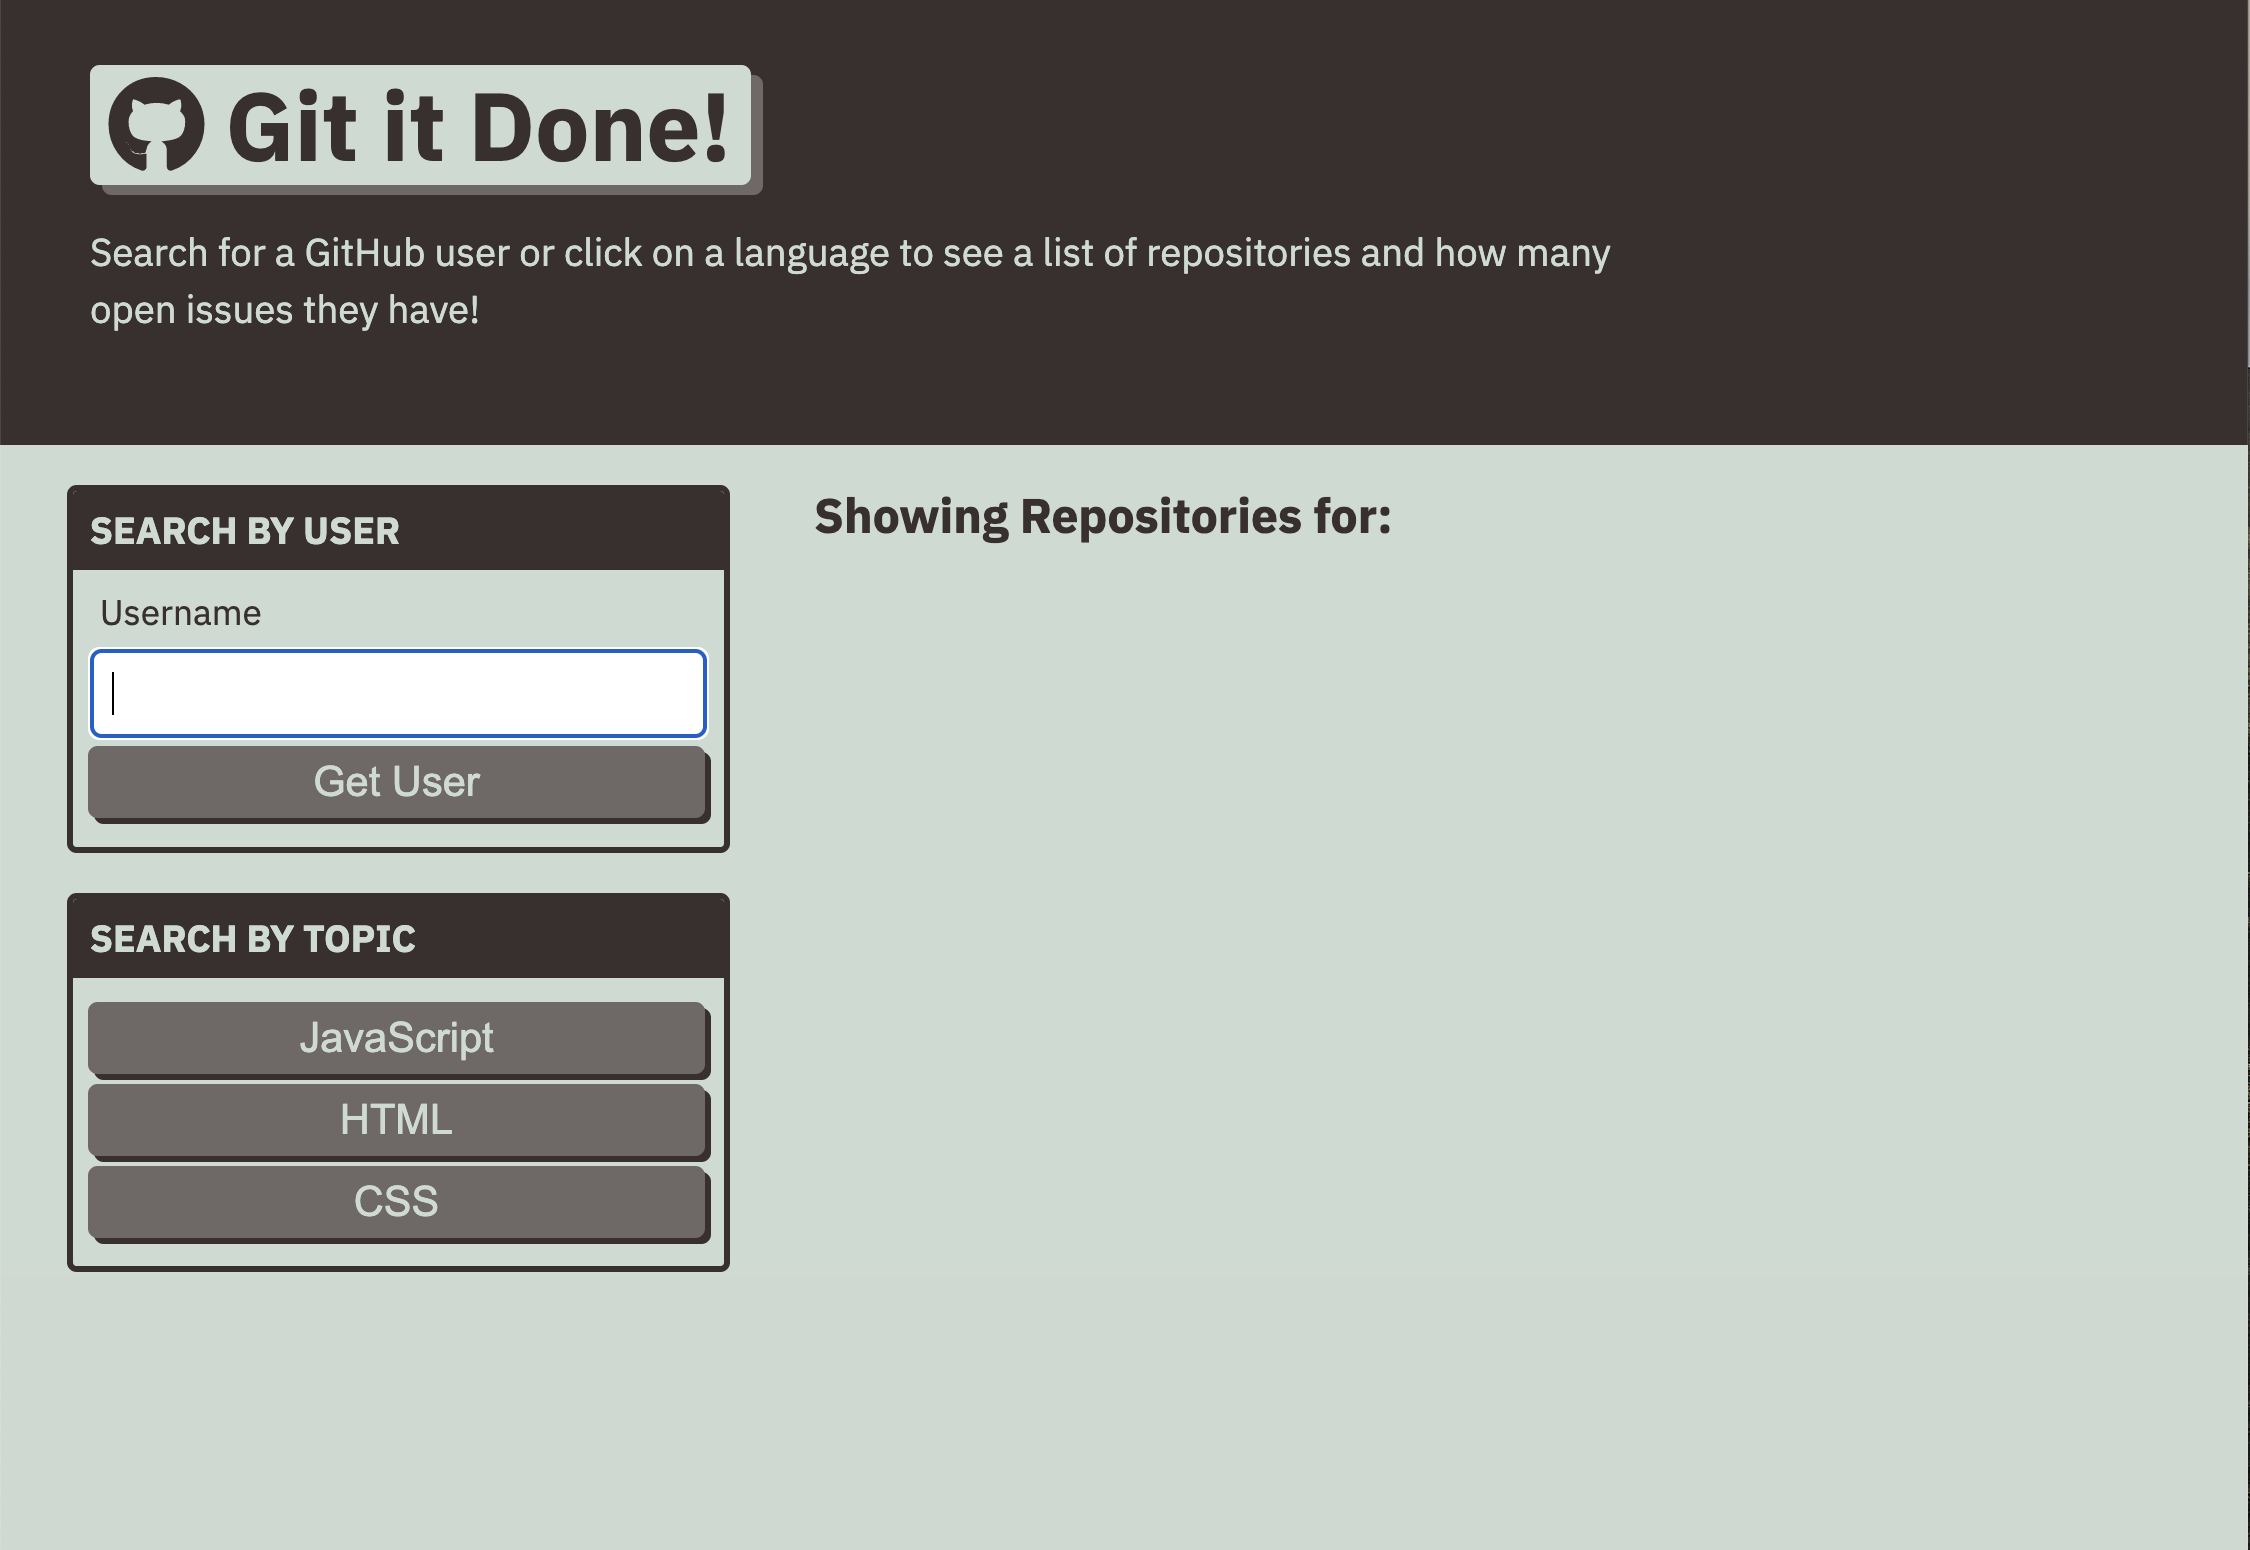 Git it Done!
Search for a GitHub user or click on a language to see a list of repositories and how many
open issues they have!
SEARCH BY USER
Username
Get User
SEARCH BY TOPIC
JavaScript
HTML
CSS
Showing Repositories for: